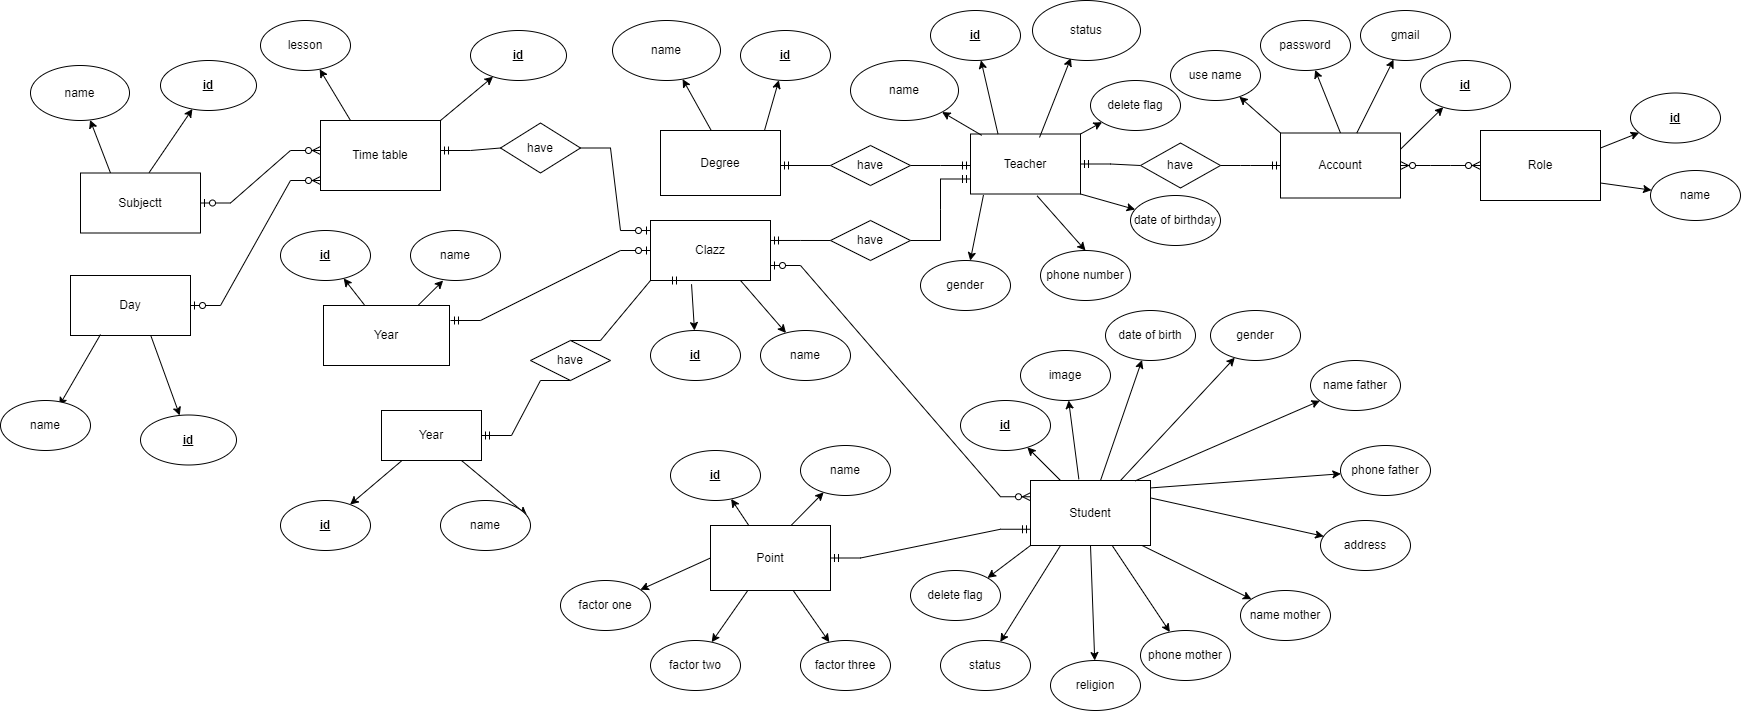 lesson
id
name
id
Time table
have
Subjectt
id
name
Day
Year
name
id
have
Year
id
name
name
id
Degree
have
name
id
status
delete flag
Teacher
have
date of birthday
phone number
gender
have
Clazz
id
name
use name
password
gmail
id
Account
Role
id
name
date of birth
gender
image
id
name father
phone father
address
Student
name mother
phone mother
religion
status
delete flag
id
name
Point
factor one
factor two
factor three